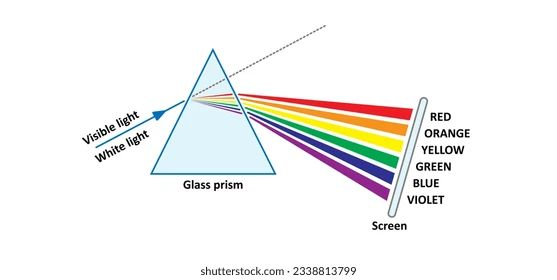 Visible light
White light
Glass prism
RED
ORANGE
YELLOW
GREEN
BLUE
VIOLET
Screen
shutterstock.com · 2338813799